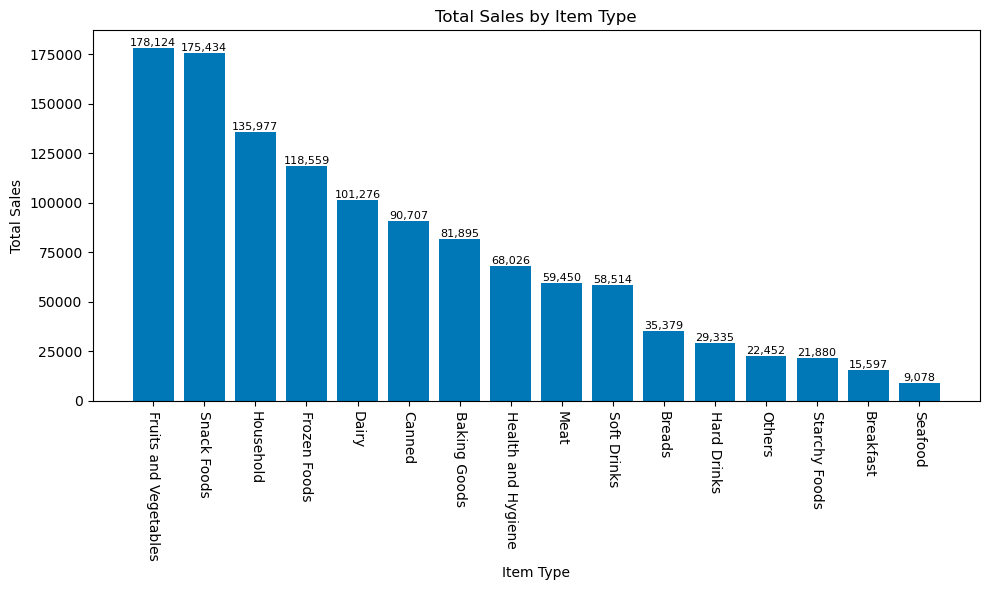 Total Sales by Item Type
Total Sales
175000
150000
125000
100000
75000
50000
25000
0
178,124
175,434
135,977
118,559
101,276
90,707
81,895
68,026
59,450
58,514
35,379
29,335
22,452
21,880
15,597
9,078
Fruits and Vegetables
Snack Foods
Household
Frozen Foods
Dairy
Canned
Baking Goods
Health and Hygiene
Meat
Soft Drinks
Breads
Hard Drinks
Others
Starchy Foods
Breakfast
Seafood
Item Type